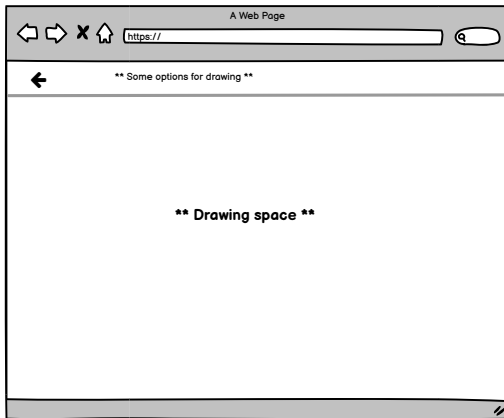 A Web Page
https://
** Some options for drawing **
** Drawing space **